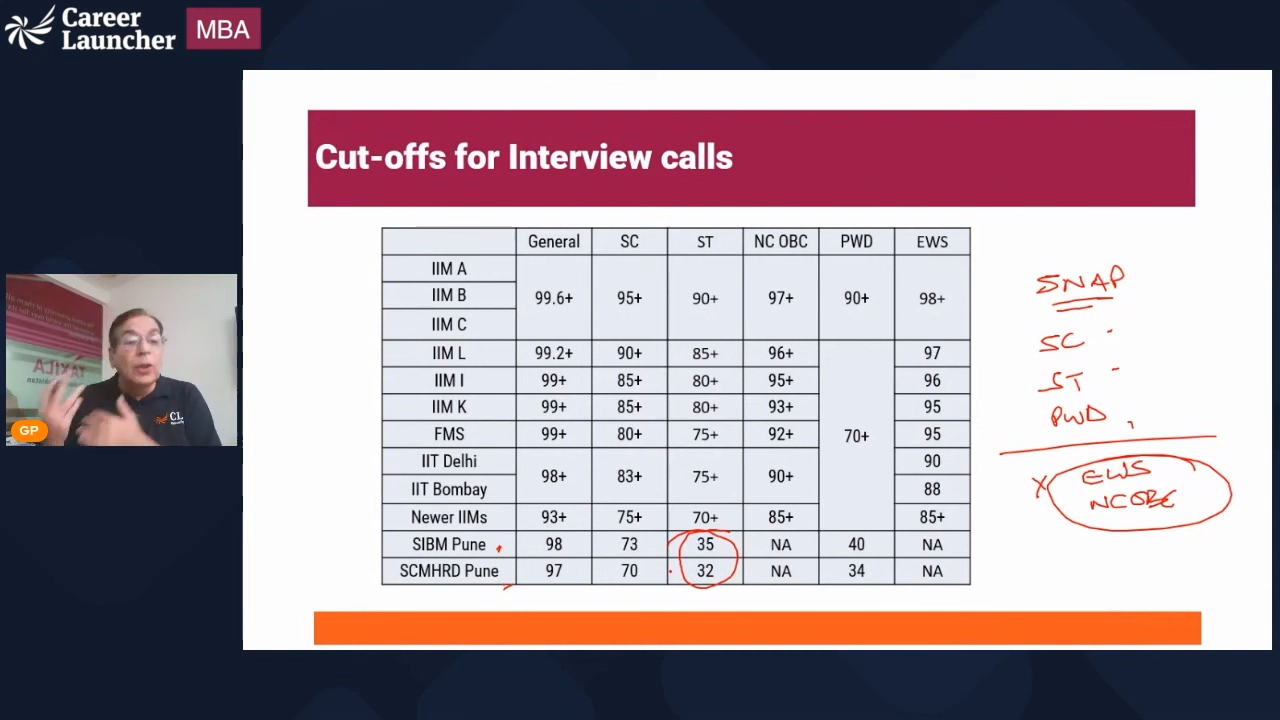 Career
Launcher
MBA
Cut-offs for Interview calls
General SC ST NC OBC PWD EWS
IIM A
IIM B 99.6+ 95+ 90+ 97+ 90+ 98+
IIM C
IIM L 99.2+ 90+ 85+ 96+ 97
IIM I 99+ 85+ 80+ 95+ 96
IIM K 99+ 85+ 80+ 93+ 95
FMS 99+ 80+ 75+ 92+ 70+ 95
IIT Delhi 98+ 83+ 75+ 90+ 90
IIT Bombay 88
Newer IIMs 93+ 75+ 70+ 85+ 85+
SIBM Pune 98 73 35 NA 40 NA
SCMHRD Pune 97 70 32 NA 34 NA
SNAP
SC
ST
PWD
X EWS
NCOBC
TAXILA
CL
GP